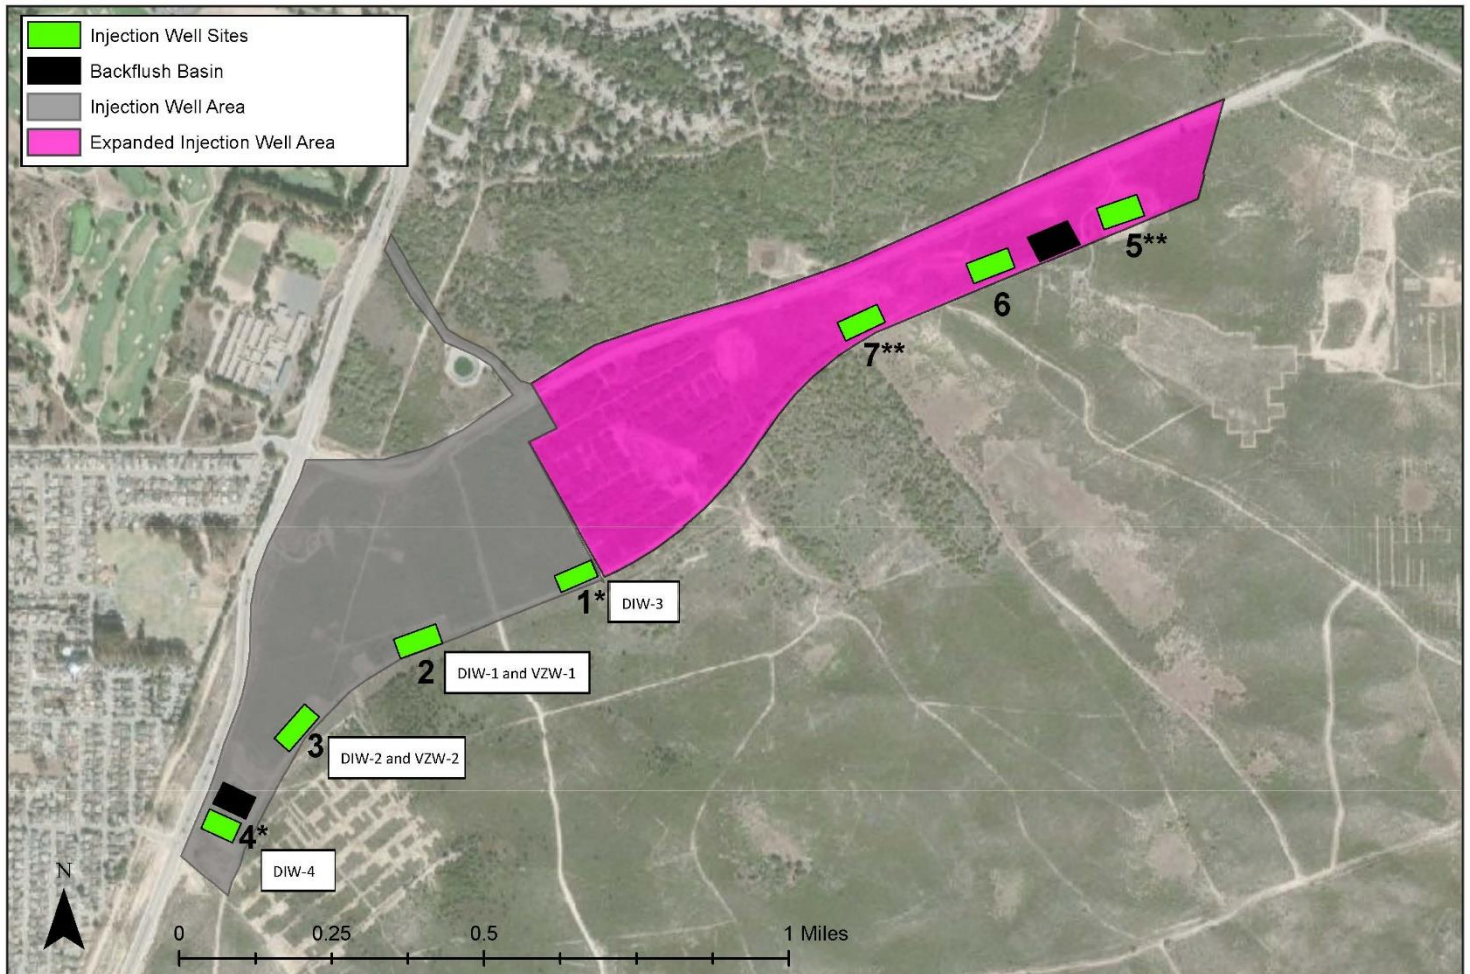 Injection Well Sites
Backflush Basin
Injection Well Area
Expanded Injection Well Area
5**
6
7**
1*
DIW-3
2
DIW-1 and VZW-1
3
DIW-2 and VZW-2
4*
DIW-4
N
0 0.25 0.5 1 Miles